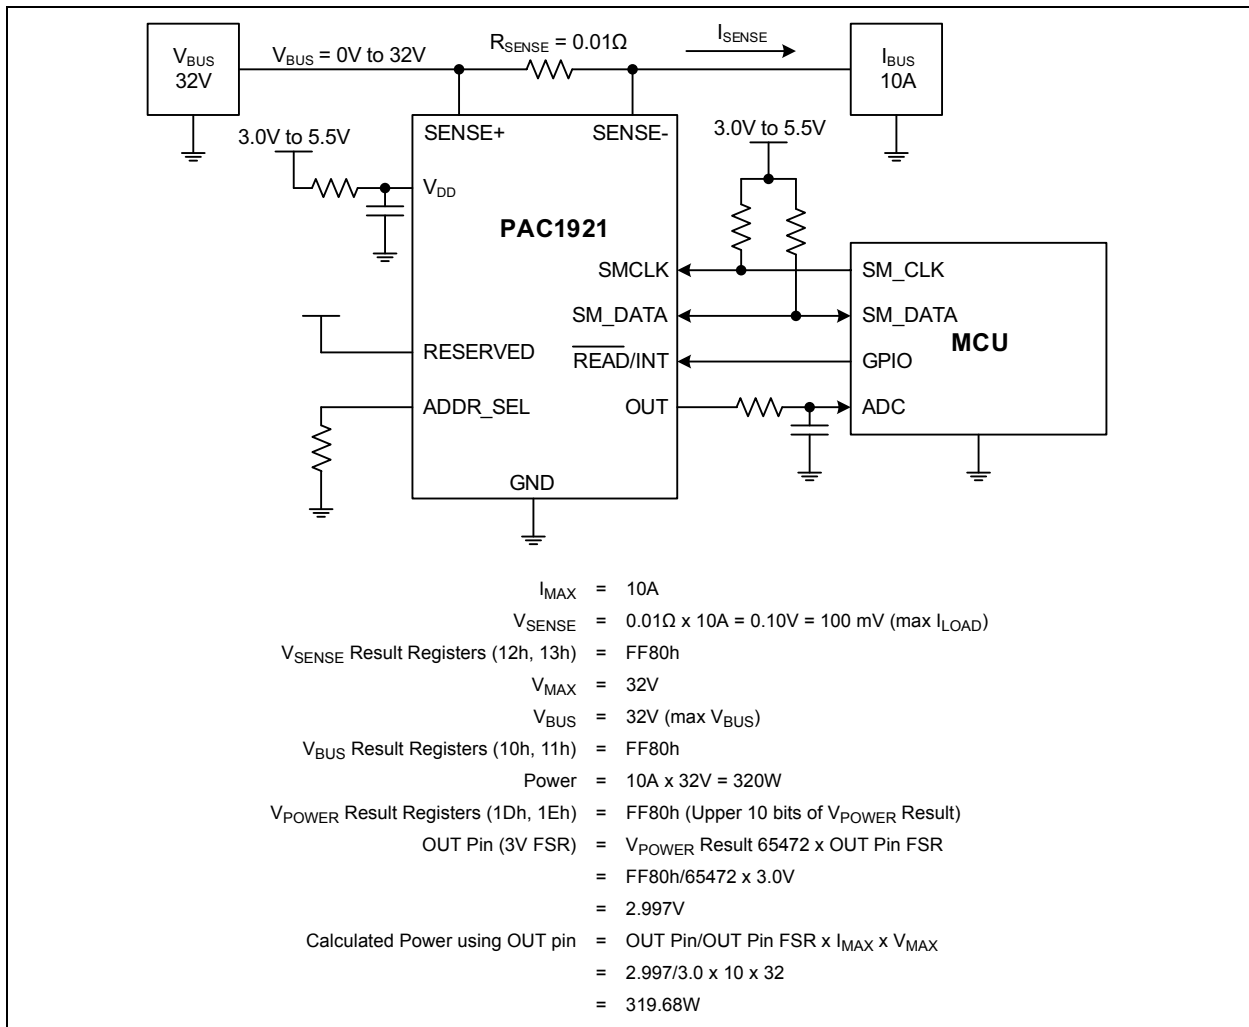 V_BUS
32V
V_BUS = 0V to 32V
R_SENSE = 0.01Ω
I_SENSE
I_BUS
10A
3.0V to 5.5V
SENSE+
SENSE-
3.0V to 5.5V
V_DD
PAC1921
SMCLK
SM_CLK
SM_DATA
SM_DATA
MCU
RESERVED
READ/INT
GPIO
ADDR_SEL
OUT
ADC
GND
I_MAX = 10A
V_SENSE = 0.01Ω x 10A = 0.10V = 100 mV (max I_LOAD)
V_SENSE Result Registers (12h, 13h) = FF80h
V_MAX = 32V
V_BUS = 32V (max V_BUS)
V_BUS Result Registers (10h, 11h) = FF80h
Power = 10A x 32V = 320W
V_POWER Result Registers (1Dh, 1Eh) = FF80h (Upper 10 bits of V_POWER Result)
OUT Pin (3V FSR) = V_POWER Result 65472 x OUT Pin FSR
= FF80h/65472 x 3.0V
= 2.997V
Calculated Power using OUT pin = OUT Pin/OUT Pin FSR x I_MAX x V_MAX
= 2.997/3.0 x 10 x 32
= 319.68W